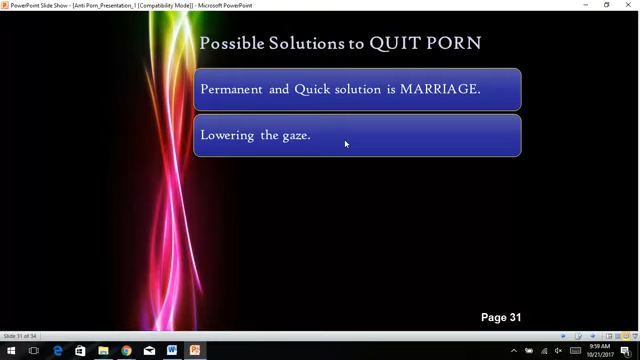 PowerPoint Slide Show - [Anti Porn_Presentation_1 [Compatibility Mode]] - Microsoft PowerPoint
Possible Solutions to QUIT PORN
Permanent and Quick solution is MARRIAGE.
Lowering the gaze.
Page 31
Slide 31 of 34
9:59 AM
10/21/2017